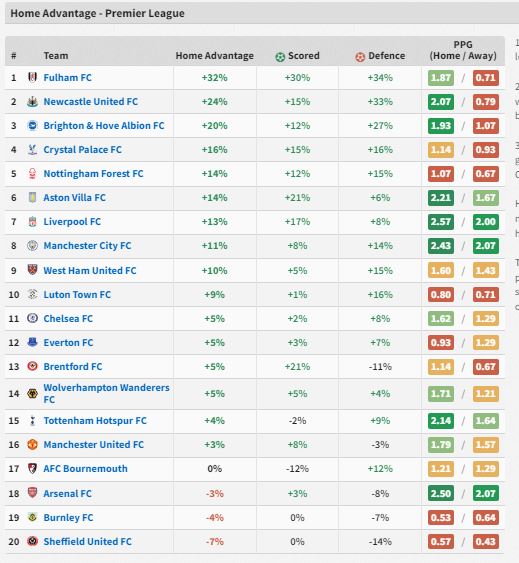 Home Advantage - Premier League
# Team Home Advantage Scored Defence PPG (Home / Away)
1 Fulham FC +32% +30% +34% 1.87 / 0.71
2 Newcastle United FC +24% +15% +33% 2.07 / 0.79
3 Brighton & Hove Albion FC +20% +12% +27% 1.93 / 1.07
4 Crystal Palace FC +16% +15% +16% 1.14 / 0.93
5 Nottingham Forest FC +14% +12% +15% 1.07 / 0.67
6 Aston Villa FC +14% +21% +6% 2.21 / 1.67
7 Liverpool FC +13% +17% +8% 2.57 / 2.00
8 Manchester City FC +11% +8% +14% 2.43 / 2.07
9 West Ham United FC +10% +5% +15% 1.60 / 1.43
10 Luton Town FC +9% +1% +16% 0.80 / 0.71
11 Chelsea FC +5% +2% +8% 1.62 / 1.29
12 Everton FC +5% +3% +7% 0.93 / 1.29
13 Brentford FC +5% +21% -11% 1.14 / 0.67
14 Wolverhampton Wanderers FC +5% +5% +4% 1.71 / 1.21
15 Tottenham Hotspur FC +4% -2% +9% 2.14 / 1.64
16 Manchester United FC +3% +8% -3% 1.79 / 1.57
17 AFC Bournemouth 0% -12% +12% 1.21 / 1.29
18 Arsenal FC -3% +3% -8% 2.50 / 2.07
19 Burnley FC -4% 0% -7% 0.53 / 0.64
20 Sheffield United FC -7% 0% -14% 0.57 / 0.43